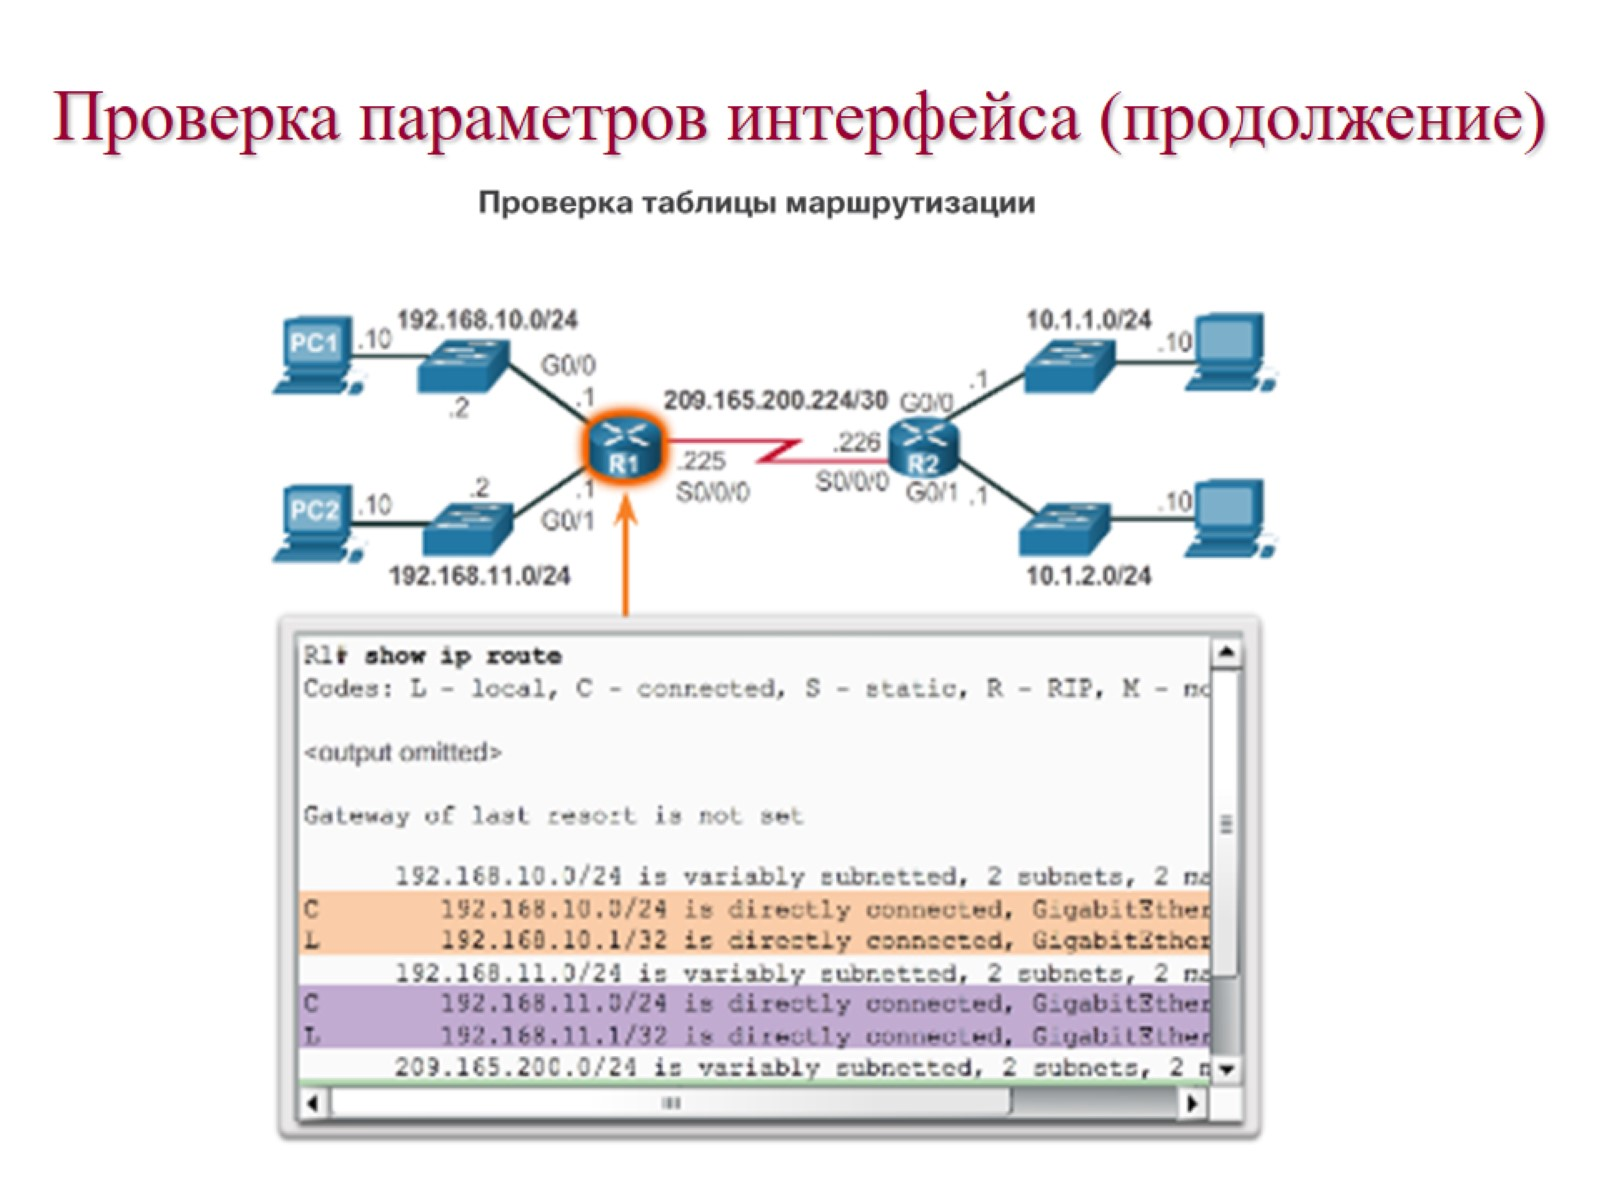 Проверка параметров интерфейса (продолжение)
Проверка таблицы маршрутизации
192.168.10.0/24
10.1.1.0/24
PC1
.10
G0/0
.2
.1
209.165.200.224/30
G0/0
.1
.10
R1
.225
S0/0/0
.226
S0/0/0
R2
G0/1
.1
PC2
.10
.2
.1
G0/1
.10
192.168.11.0/24
10.1.2.0/24
R1# show ip route
Codes: L - local, C - connected, S - static, R - RIP, M - mo
<output omitted>
Gateway of last resort is not set
192.168.10.0/24 is variably subnetted, 2 subnets, 2 ma
C 192.168.10.0/24 is directly connected, GigabitEther
L 192.168.10.1/32 is directly connected, GigabitEther
192.168.11.0/24 is variably subnetted, 2 subnets, 2 ma
C 192.168.11.0/24 is directly connected, GigabitEther
L 192.168.11.1/32 is directly connected, GigabitEther
209.165.200.0/24 is variably subnetted, 2 subnets, 2 m